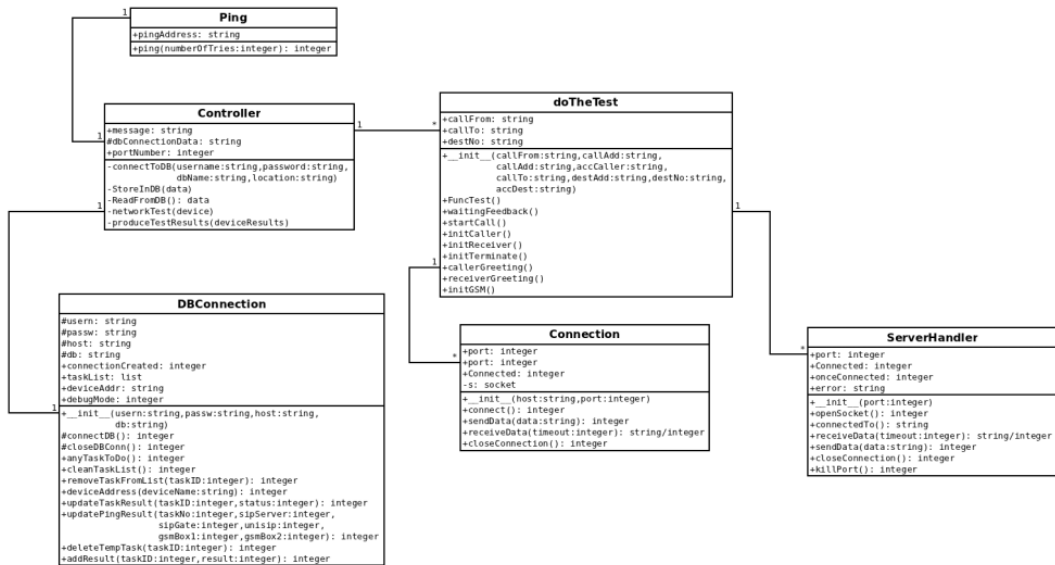 Ping
+pingAddress: string
+ping(numberOfTries:integer): integer
1
1
Controller
+message: string
#dbConnectionData: string
+portNumber: integer
-connectToDB(username:string,password:string,
dbName:string,location:string)
-StoreInDB(data)
-ReadFromDB(): data
-networkTest(device)
-produceTestResults(deviceResults)
1
*
1
1
doTheTest
+callFrom: string
+callTo: string
+destNo: string
+__init__(callFrom:string,callAdd:string,
callAdd:string,accCaller:string,
callTo:string,destAdd:string,destNo:string,
accDest:string)
+FuncTest()
+waitingFeedback()
+startCall()
+initCaller()
+initReceiver()
+initTerminate()
+callerGreeting()
+receiverGreeting()
+initGSM()
1
*
1
*
DBConnection
#usern: string
#passw: string
#host: string
#db: string
+connectionCreated: integer
+taskList: list
+deviceAddr: string
+debugMode: integer
+__init__(usern:string,passw:string,host:string,
db:string)
#connectDB(): integer
#closeDBConn(): integer
+anyTaskToDo(): integer
+cleanTaskList(): integer
+removeTaskFromList(taskID:integer): integer
+deviceAddress(deviceName:string): integer
+updateTaskResult(taskID:integer,status:integer): integer
+updatePingResult(taskNo:integer,sipServer:integer,
sipGate:integer,unisip:integer,
gsmBox1:integer,gsmBox2:integer): integer
+deleteTempTask(taskID:integer): integer
+addResult(taskID:integer,result:integer): integer
Connection
+port: integer
+port: integer
+Connected: integer
-s: socket
+__init__(host:string,port:integer)
+connect(): integer
+sendData(data:string): integer
+receiveData(timeout:integer): string/integer
+closeConnection(): integer
ServerHandler
+port: integer
+Connected: integer
+onceConnected: integer
+error: string
+__init__(port:integer)
+openSocket(): integer
+connectedTo(): string
+receiveData(timeout:integer): string/integer
+sendData(data:string): integer
+closeConnection(): integer
+killPort(): integer